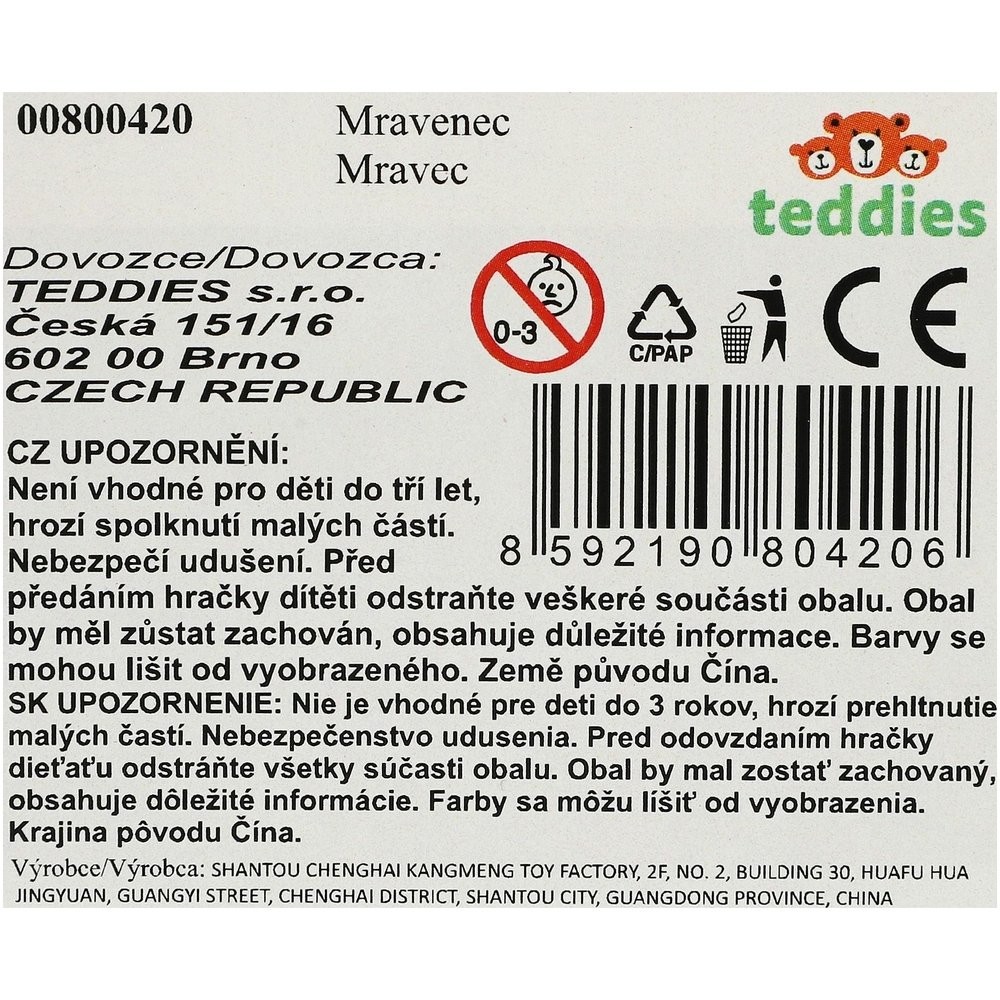 00800420
Mravenec
Mravec
teddies
Dovozce/Dovozca:
TEDDIES s.r.o.
Česká 151/16
602 00 Brno
CZECH REPUBLIC
0-3
C/PAP
CE
8 592190 804206
CZ UPOZORNĚNÍ:
Není vhodné pro děti do tří let,
hrozí spolknutí malých částí.
Nebezpečí udušení. Před
předáním hračky dítěti odstraňte veškeré součásti obalu. Obal
by měl zůstat zachován, obsahuje důležité informace. Barvy se
mohou lišit od vyobrazeného. Země původu Čína.
SK UPOZORNENIE: Nie je vhodné pre deti do 3 rokov, hrozí prehltnutie
malých častí. Nebezpečenstvo udusenia. Pred odovzdaním hračky
dieťaťu odstráňte všetky súčasti obalu. Obal by mal zostať zachovaný,
obsahuje dôležité informácie. Farby sa môžu líšiť od vyobrazenia.
Krajina pôvodu Čína.
Výrobce/Výrobca: SHANTOU CHENGHAI KANGMENG TOY FACTORY, 2F, NO. 2, BUILDING 30, HUAFU HUA
JINGYUAN, GUANGYI STREET, CHENGHAI DISTRICT, SHANTOU CITY, GUANGDONG PROVINCE, CHINA